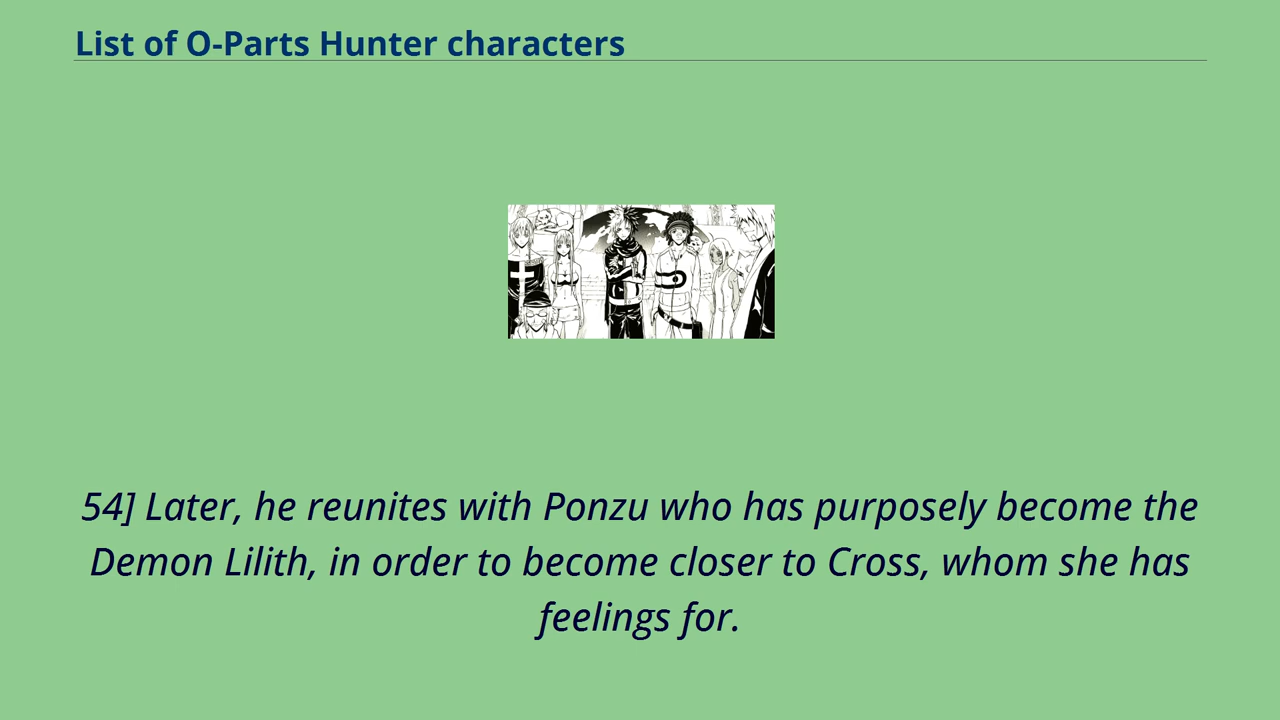 List of O-Parts Hunter characters
54] Later, he reunites with Ponzu who has purposely become the
Demon Lilith, in order to become closer to Cross, whom she has
feelings for.